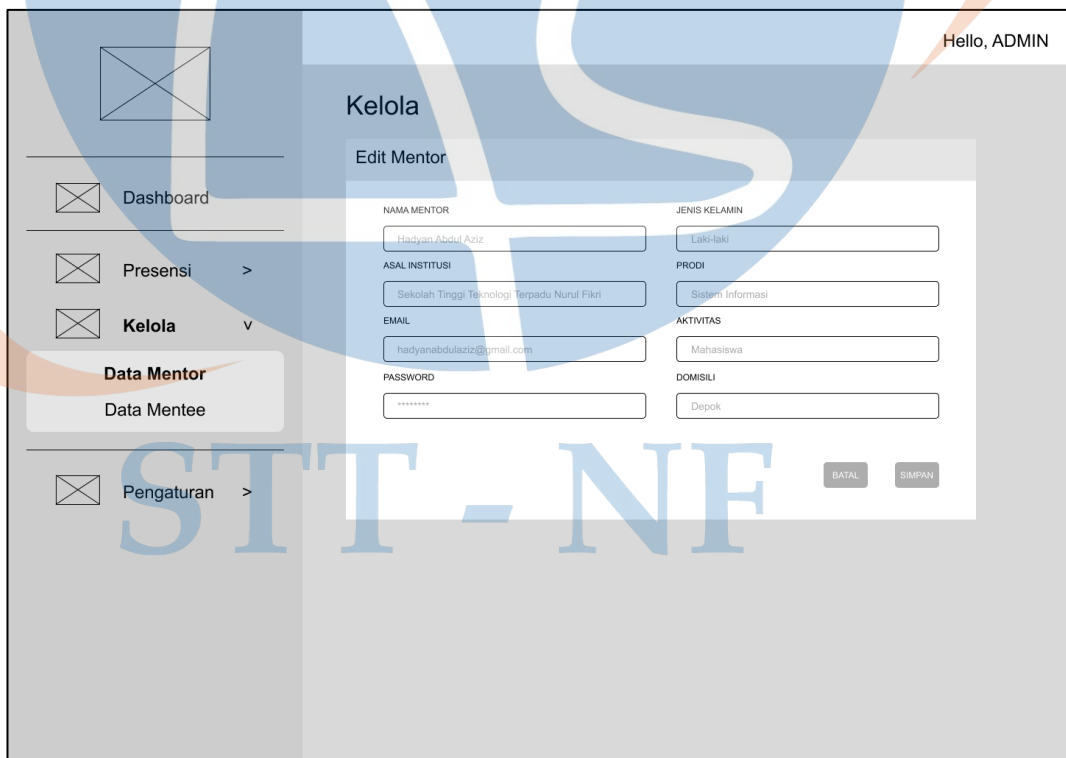 Hello, ADMIN
Dashboard
Presensi >
Kelola v
Data Mentor
Data Mentee
Pengaturan >
Kelola
Edit Mentor
NAMA MENTOR
Hadyan Abdul Aziz
JENIS KELAMIN
Laki-laki
ASAL INSTITUSI
Sekolah Tinggi Teknologi Terpadu Nurul Fikri
PRODI
Sistem Informasi
EMAIL
hadyanabdulaziz@gmail.com
AKTIVITAS
Mahasiswa
PASSWORD
********
DOMISILI
Depok
BATAL
SIMPAN
STT - NF